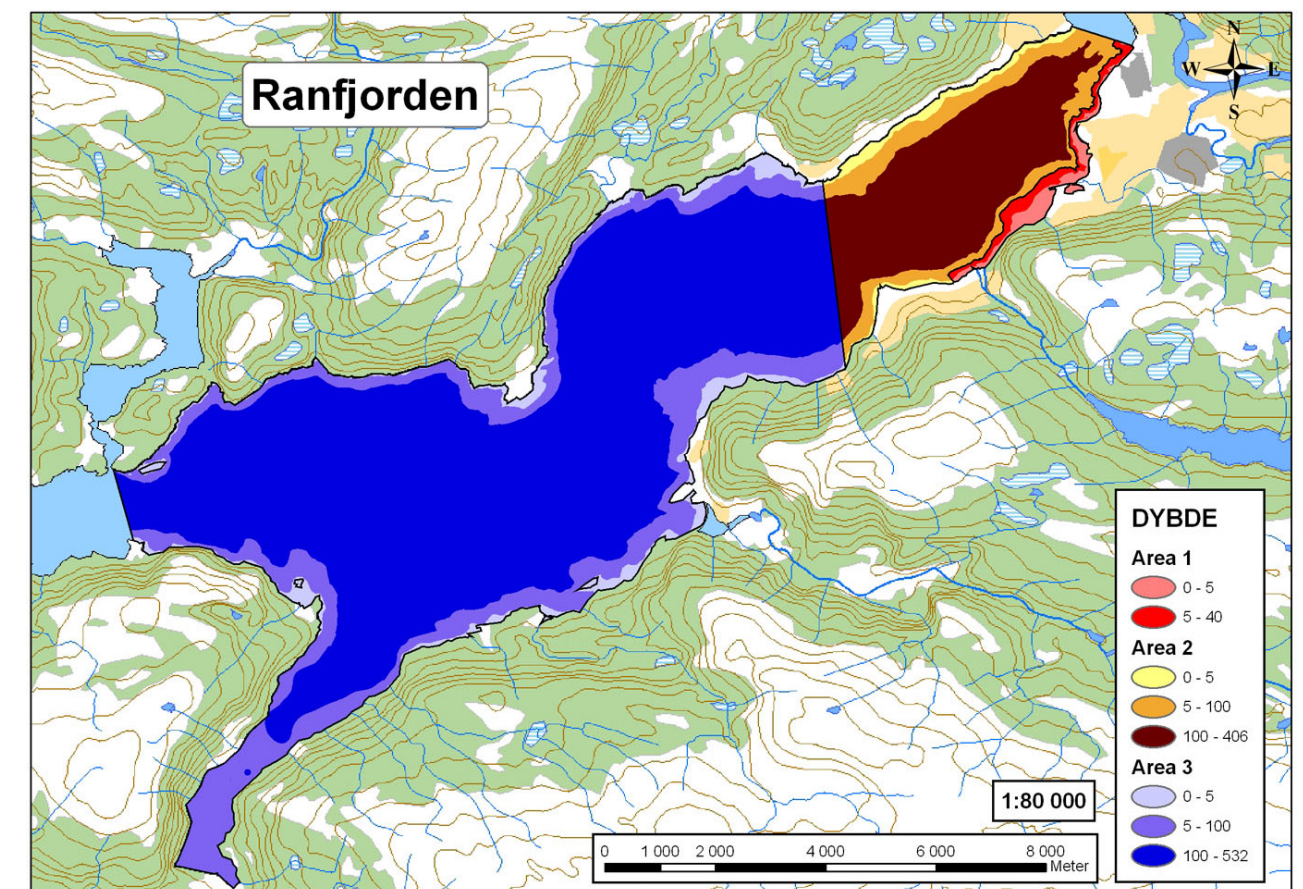 Ranfjorden
N
W E
S
DYBDE
Area 1
0 - 5
5 - 40
Area 2
0 - 5
5 - 100
100 - 406
Area 3
0 - 5
5 - 100
100 - 532
1:80 000
0 1 000 2 000 4 000 6 000 8 000
Meter